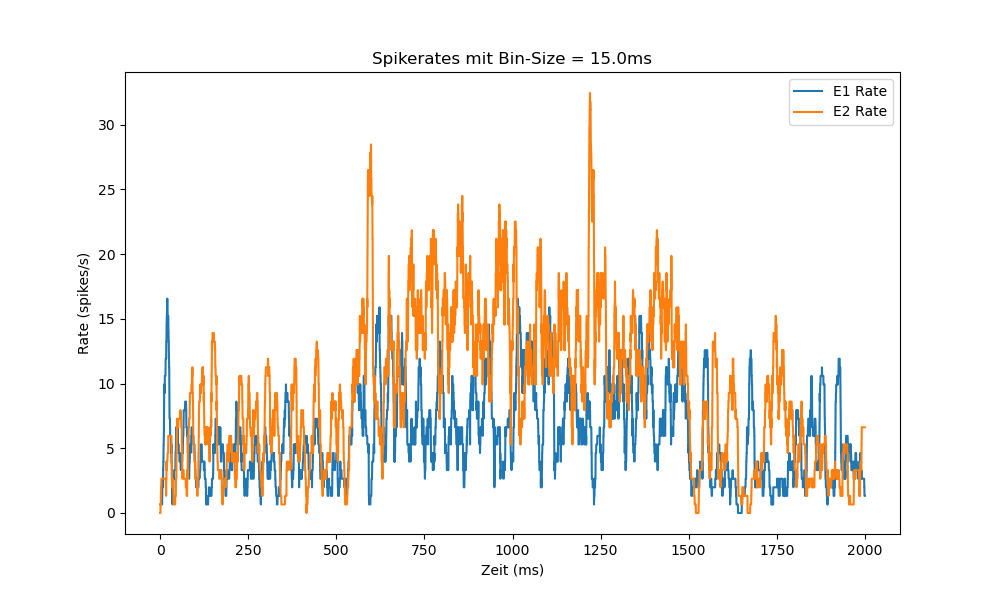 Spikerates mit Bin-Size = 15.0ms
E1 Rate
E2 Rate
Rate (spikes/s)
30
25
20
15
10
5
0
0 250 500 750 1000 1250 1500 1750 2000
Zeit (ms)